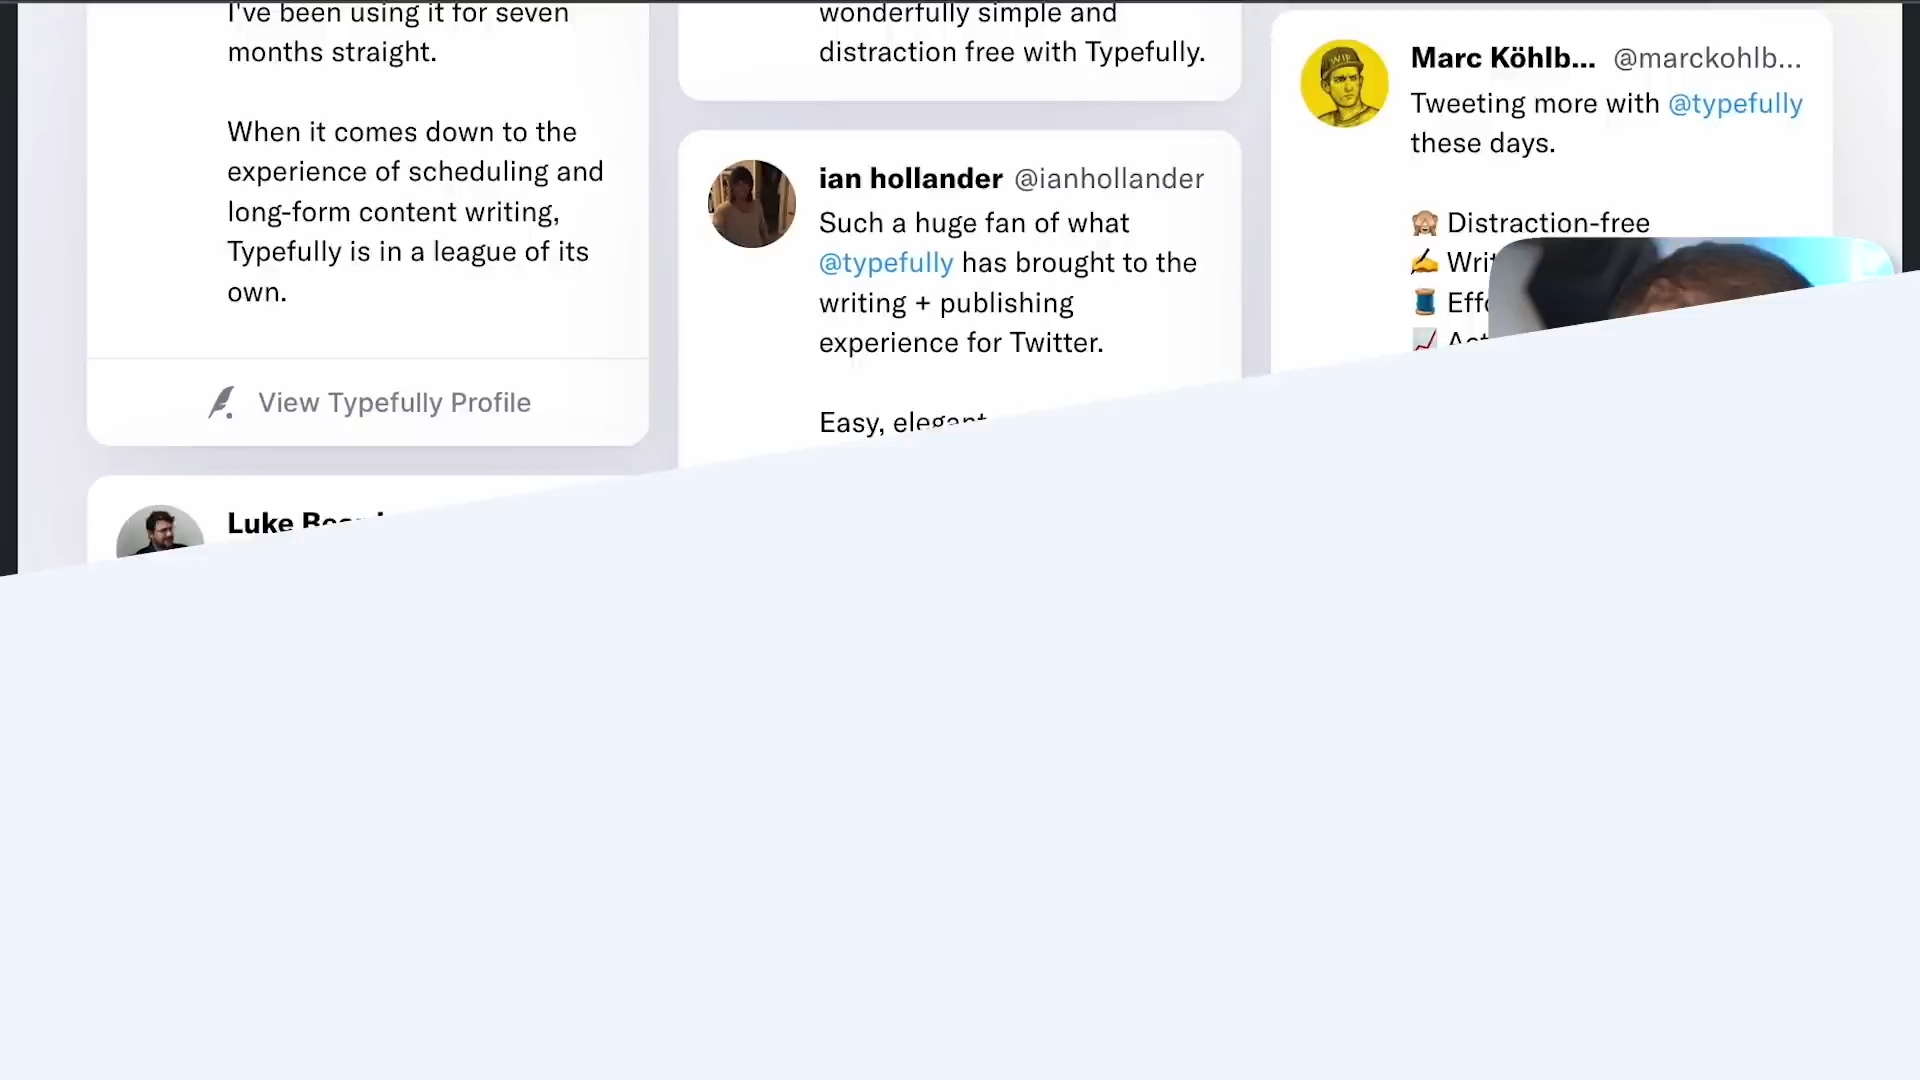 I've been using it for seven
months straight.
When it comes down to the
experience of scheduling and
long-form content writing,
Typefully is in a league of its
own.
View Typefully Profile
Luke
wonderfully simple and
distraction free with Typefully.
ian hollander @ianhollander
Such a huge fan of what
@typefully has brought to the
writing + publishing
experience for Twitter.
Easy, elegant
Marc Köhlb... @marckohlb...
Tweeting more with @typefully
these days.
Distraction-free